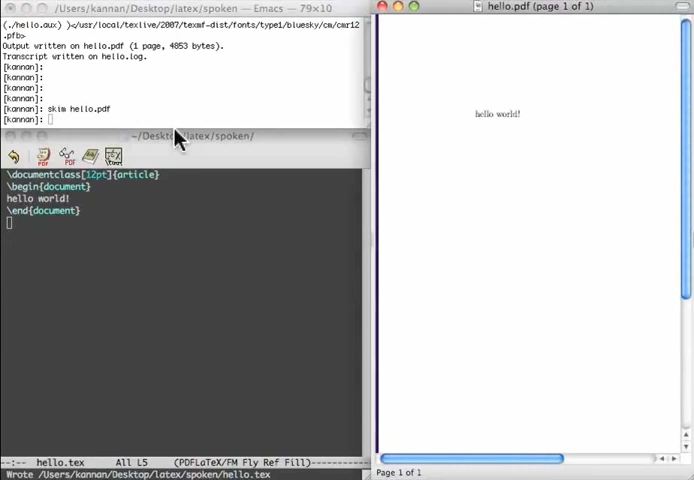 /Users/kannan/Desktop/latex/spoken — Emacs — 79×10
(./hello.aux) )</usr/local/texlive/2007/texmf-dist/fonts/type1/bluesky/cm/cmr12
.pfb>
Output written on hello.pdf (1 page, 4853 bytes).
Transcript written on hello.log.
[kannan]:
[kannan]:
[kannan]:
[kannan]:
[kannan]: skim hello.pdf
[kannan]:
~/Desktop/latex/spoken/
PDF
PDF
\documentclass[12pt]{article}
\begin{document}
hello world!
\end{document}
--:-- hello.tex All L5 (PDFLaTeX/FM Fly Ref Fill)
Wrote /Users/kannan/Desktop/latex/spoken/hello.tex
hello.pdf (page 1 of 1)
hello world!
Page 1 of 1